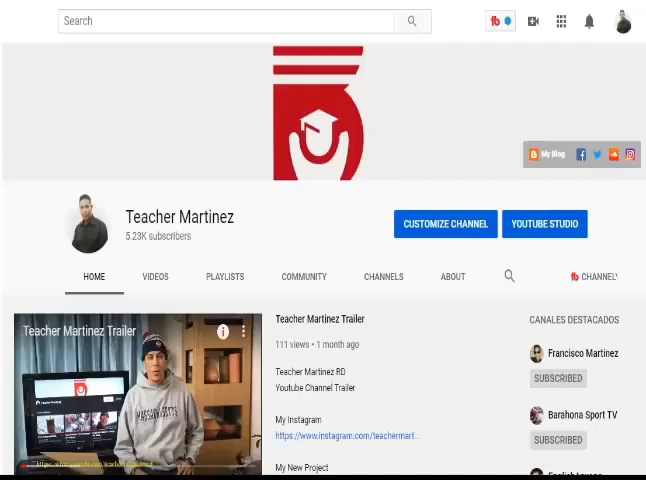 Search
My Blog
Teacher Martinez
5.23K subscribers
CUSTOMIZE CHANNEL
YOUTUBE STUDIO
HOME
VIDEOS
PLAYLISTS
COMMUNITY
CHANNELS
ABOUT
CHANNEL
Teacher Martinez Trailer
Teacher Martinez Trailer
111 views • 1 month ago
Teacher Martinez RD
Youtube Channel Trailer
My Instagram
https://www.instagram.com/teachermart...
My New Project
CANALES DESTACADOS
Francisco Martinez
SUBSCRIBED
Barahona Sport TV
SUBSCRIBED